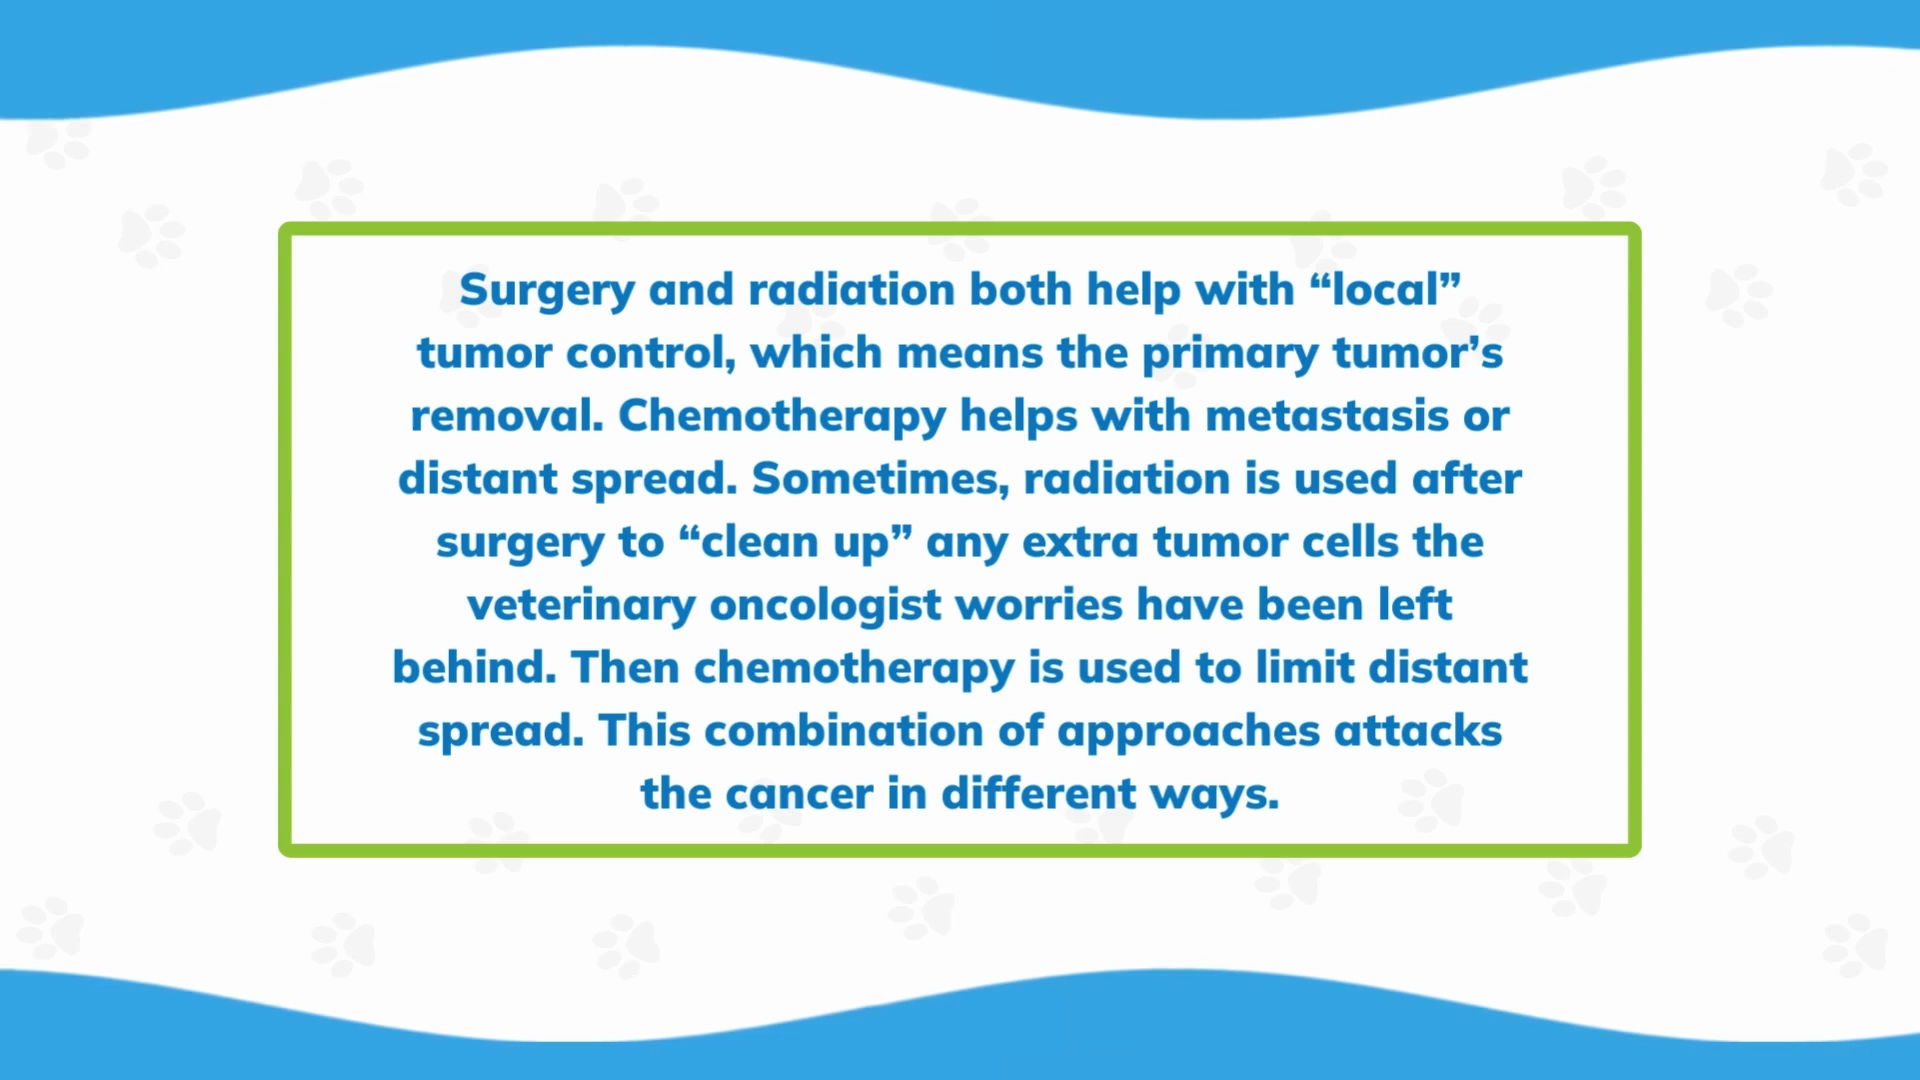 Surgery and radiation both help with “local”
tumor control, which means the primary tumor’s
removal. Chemotherapy helps with metastasis or
distant spread. Sometimes, radiation is used after
surgery to “clean up” any extra tumor cells the
veterinary oncologist worries have been left
behind. Then chemotherapy is used to limit distant
spread. This combination of approaches attacks
the cancer in different ways.